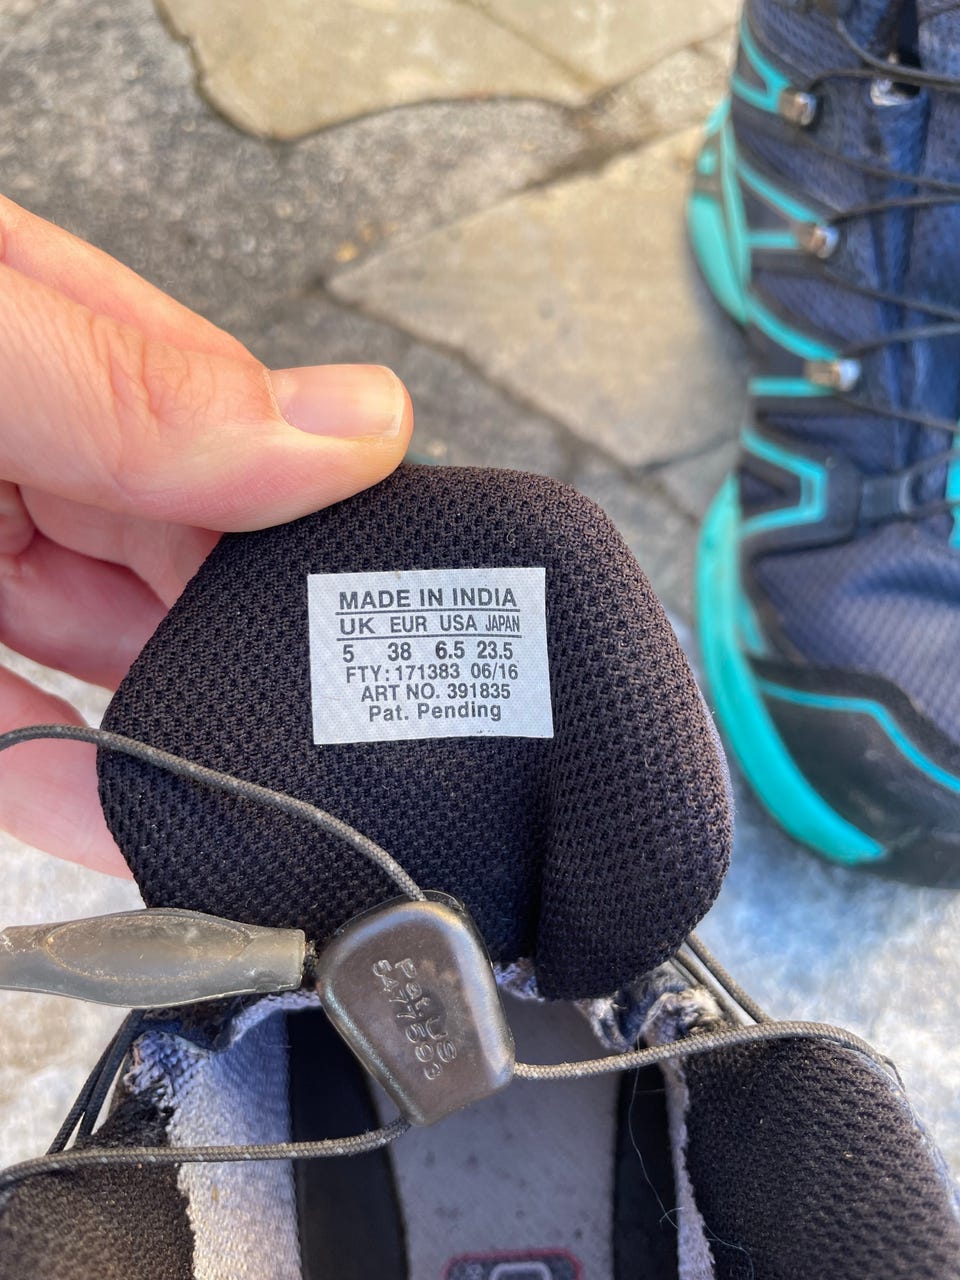 MADE IN INDIA
UK EUR USA JAPAN
5 38 6.5 23.5
FTY: 171383 06/16
ART NO. 391835
Pat. Pending
Pat. US
5477593